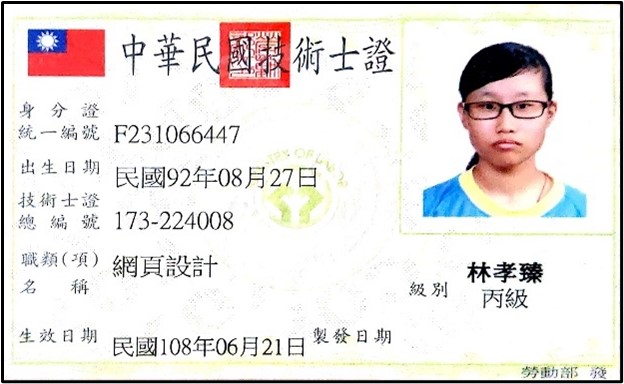 中華民國技術士證
身分證
統一編號 F231066447
出生日期 民國92年08月27日
技術士證
總編號 173-224008
職類(項) 網頁設計
名稱
林孝臻
級別 丙級
生效日期 民國108年06月21日 製發日期
勞動部 發